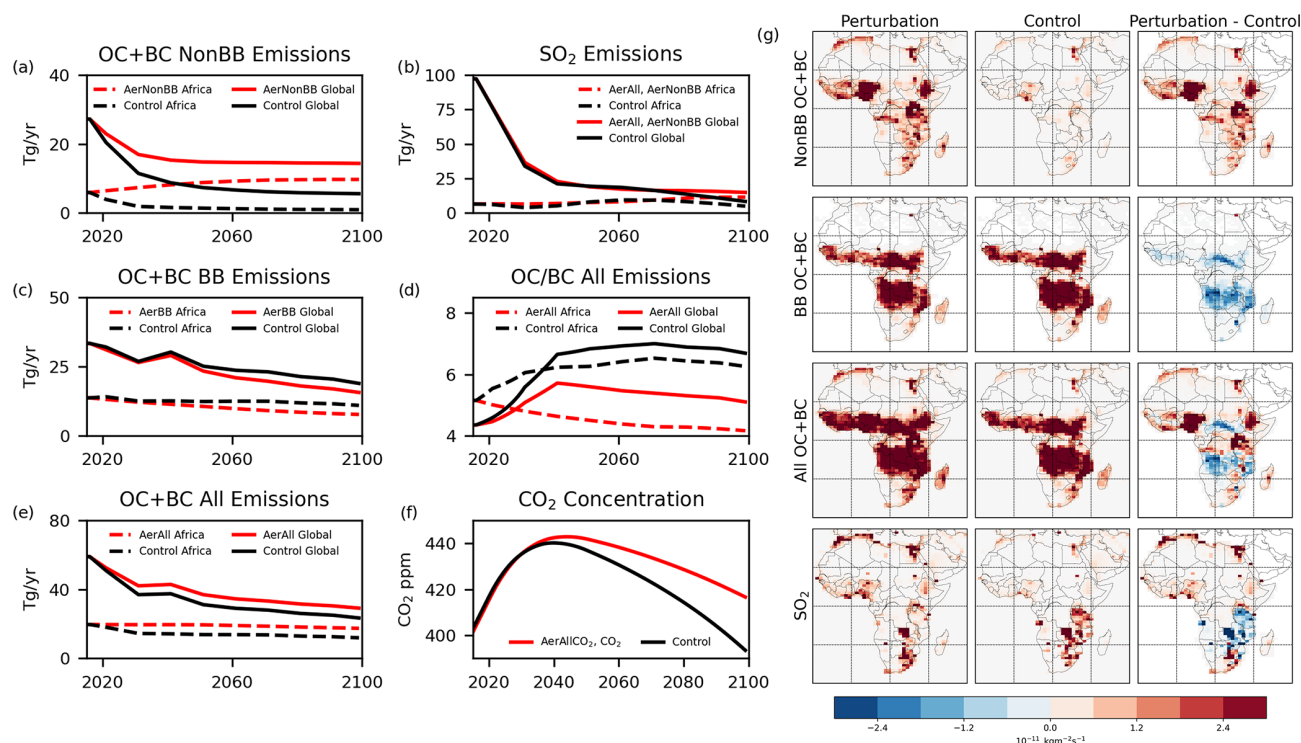 (a)
OC+BC NonBB Emissions
AerNonBB Africa
Control Africa
AerNonBB Global
Control Global
Tg/yr
40
20
0
2020
2060
2100
(b)
SO₂ Emissions
AerAll, AerNonBB Africa
Control Africa
AerAll, AerNonBB Global
Control Global
Tg/yr
100
75
50
25
0
2020
2060
2100
(c)
OC+BC BB Emissions
AerBB Africa
Control Africa
AerBB Global
Control Global
Tg/yr
50
25
0
2020
2060
2100
(d)
OC/BC All Emissions
AerAll Africa
Control Africa
AerAll Global
Control Global
8
6
4
2020
2060
2100
(e)
OC+BC All Emissions
AerAll Africa
Control Africa
AerAll Global
Control Global
Tg/yr
80
40
0
2020
2060
2100
(f)
CO₂ Concentration
CO₂ ppm
440
420
400
AerAllCO₂, CO₂
Control
2020
2040
2060
2080
2100
(g)
Perturbation
Control
Perturbation - Control
NonBB OC+BC
BB OC+BC
All OC+BC
SO₂
−2.4
−1.2
0.0
1.2
2.4
10⁻¹¹ kgm⁻²s⁻¹